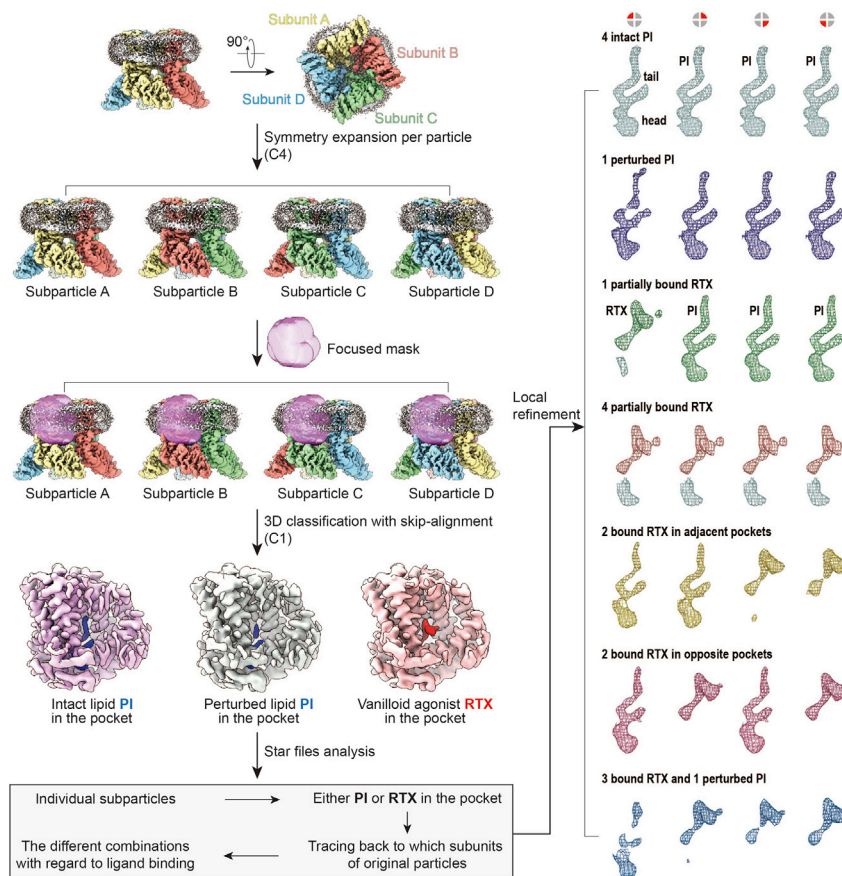 Subunit A
90°
Subunit B
Subunit D
Subunit C
Symmetry expansion per particle
(C4)
Subparticle A
Subparticle B
Subparticle C
Subparticle D
Focused mask
Subparticle A
Subparticle B
Subparticle C
Subparticle D
3D classification with skip-alignment
(C1)
Intact lipid PI
in the pocket
Perturbed lipid PI
in the pocket
Vanilloid agonist RTX
in the pocket
Star files analysis
Individual subparticles
Either PI or RTX in the pocket
The different combinations
with regard to ligand binding
Tracing back to which subunits
of original particles
Local
refinement
4 intact PI
PI
PI
PI
tail
head
1 perturbed PI
1 partially bound RTX
RTX
PI
PI
PI
4 partially bound RTX
2 bound RTX in adjacent pockets
2 bound RTX in opposite pockets
3 bound RTX and 1 perturbed PI